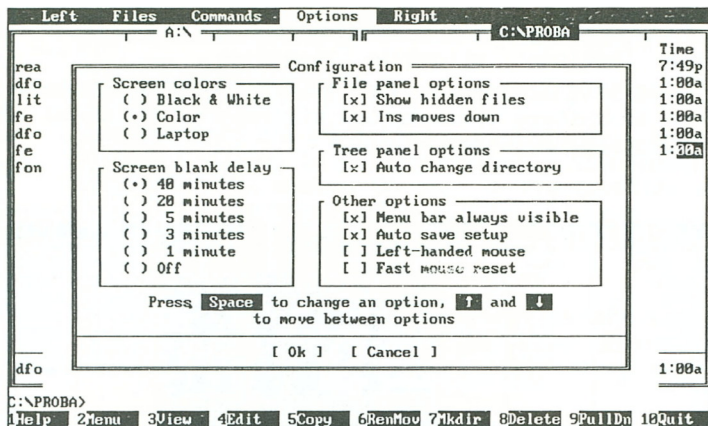 Left Files Commands Options Right
A:\ C:\PROBA
Time
rea Configuration 7:49p
dfo Screen colors File panel options 1:00a
lit ( ) Black & White [x] Show hidden files 1:00a
fe (•) Color [x] Ins moves down 1:00a
dfo ( ) Laptop 1:00a
fe Tree panel options 1:00a
fon Screen blank delay [x] Auto change directory
(•) 40 minutes
( ) 20 minutes Other options
( ) 5 minutes [x] Menu bar always visible
( ) 3 minutes [x] Auto save setup
( ) 1 minute [ ] Left-handed mouse
( ) Off [ ] Fast mouse reset
Press Space to change an option, ↑ and ↓
to move between options
[ Ok ] [ Cancel ]
dfo 1:00a
C:\PROBA>
1Help 2Menu 3View 4Edit 5Copy 6RenMov 7Mkdir 8Delete 9PullDn 10Quit